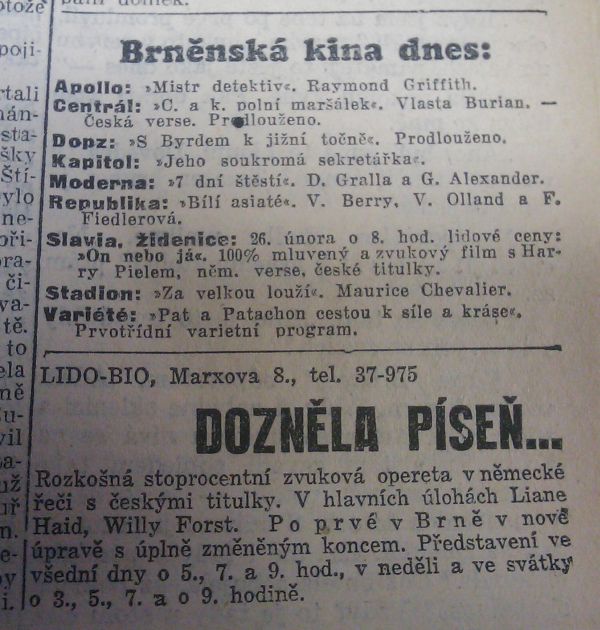 Brněnská kina dnes:
Apollo: »Mistr detektiv«. Raymond Griffith.
Centrál: »C. a k. polní maršálek«. Vlasta Burian. —
Česká verse. Prodlouženo.
Dopz: »S Byrdem k jižní točně«. Prodlouženo.
Kapitol: »Jeho soukromá sekretářka«.
Moderna: »7 dní štěstí«. D. Gralla a G. Alexander.
Republika: »Bílí asiaté«. V. Berry, V. Olland a F.
Fiedlerová.
Slavia, židenice: 26. února o 8. hod. lidové ceny:
»On nebo já«. 100% mluvený a zvukový film s Har-
ry Pielem, něm. verse, české titulky.
Stadion: »Za velkou louží«. Maurice Chevalier.
Variété: »Pat a Patachon cestou k síle a kráse«.
Prvotřídní varietní program.
LIDO-BIO, Marxova 8., tel. 37-975
DOZNĚLA PÍSEŇ...
Rozkošná stoprocentní zvuková opereta v německé
řeči s českými titulky. V hlavních úlohách Liane
Haid, Willy Forst. Po prvé v Brně v nové
úpravě s úplně změněným koncem. Představení ve
všední dny o 5., 7. a 9. hod., v neděli a ve svátky
o 3., 5., 7. a o 9. hodině.